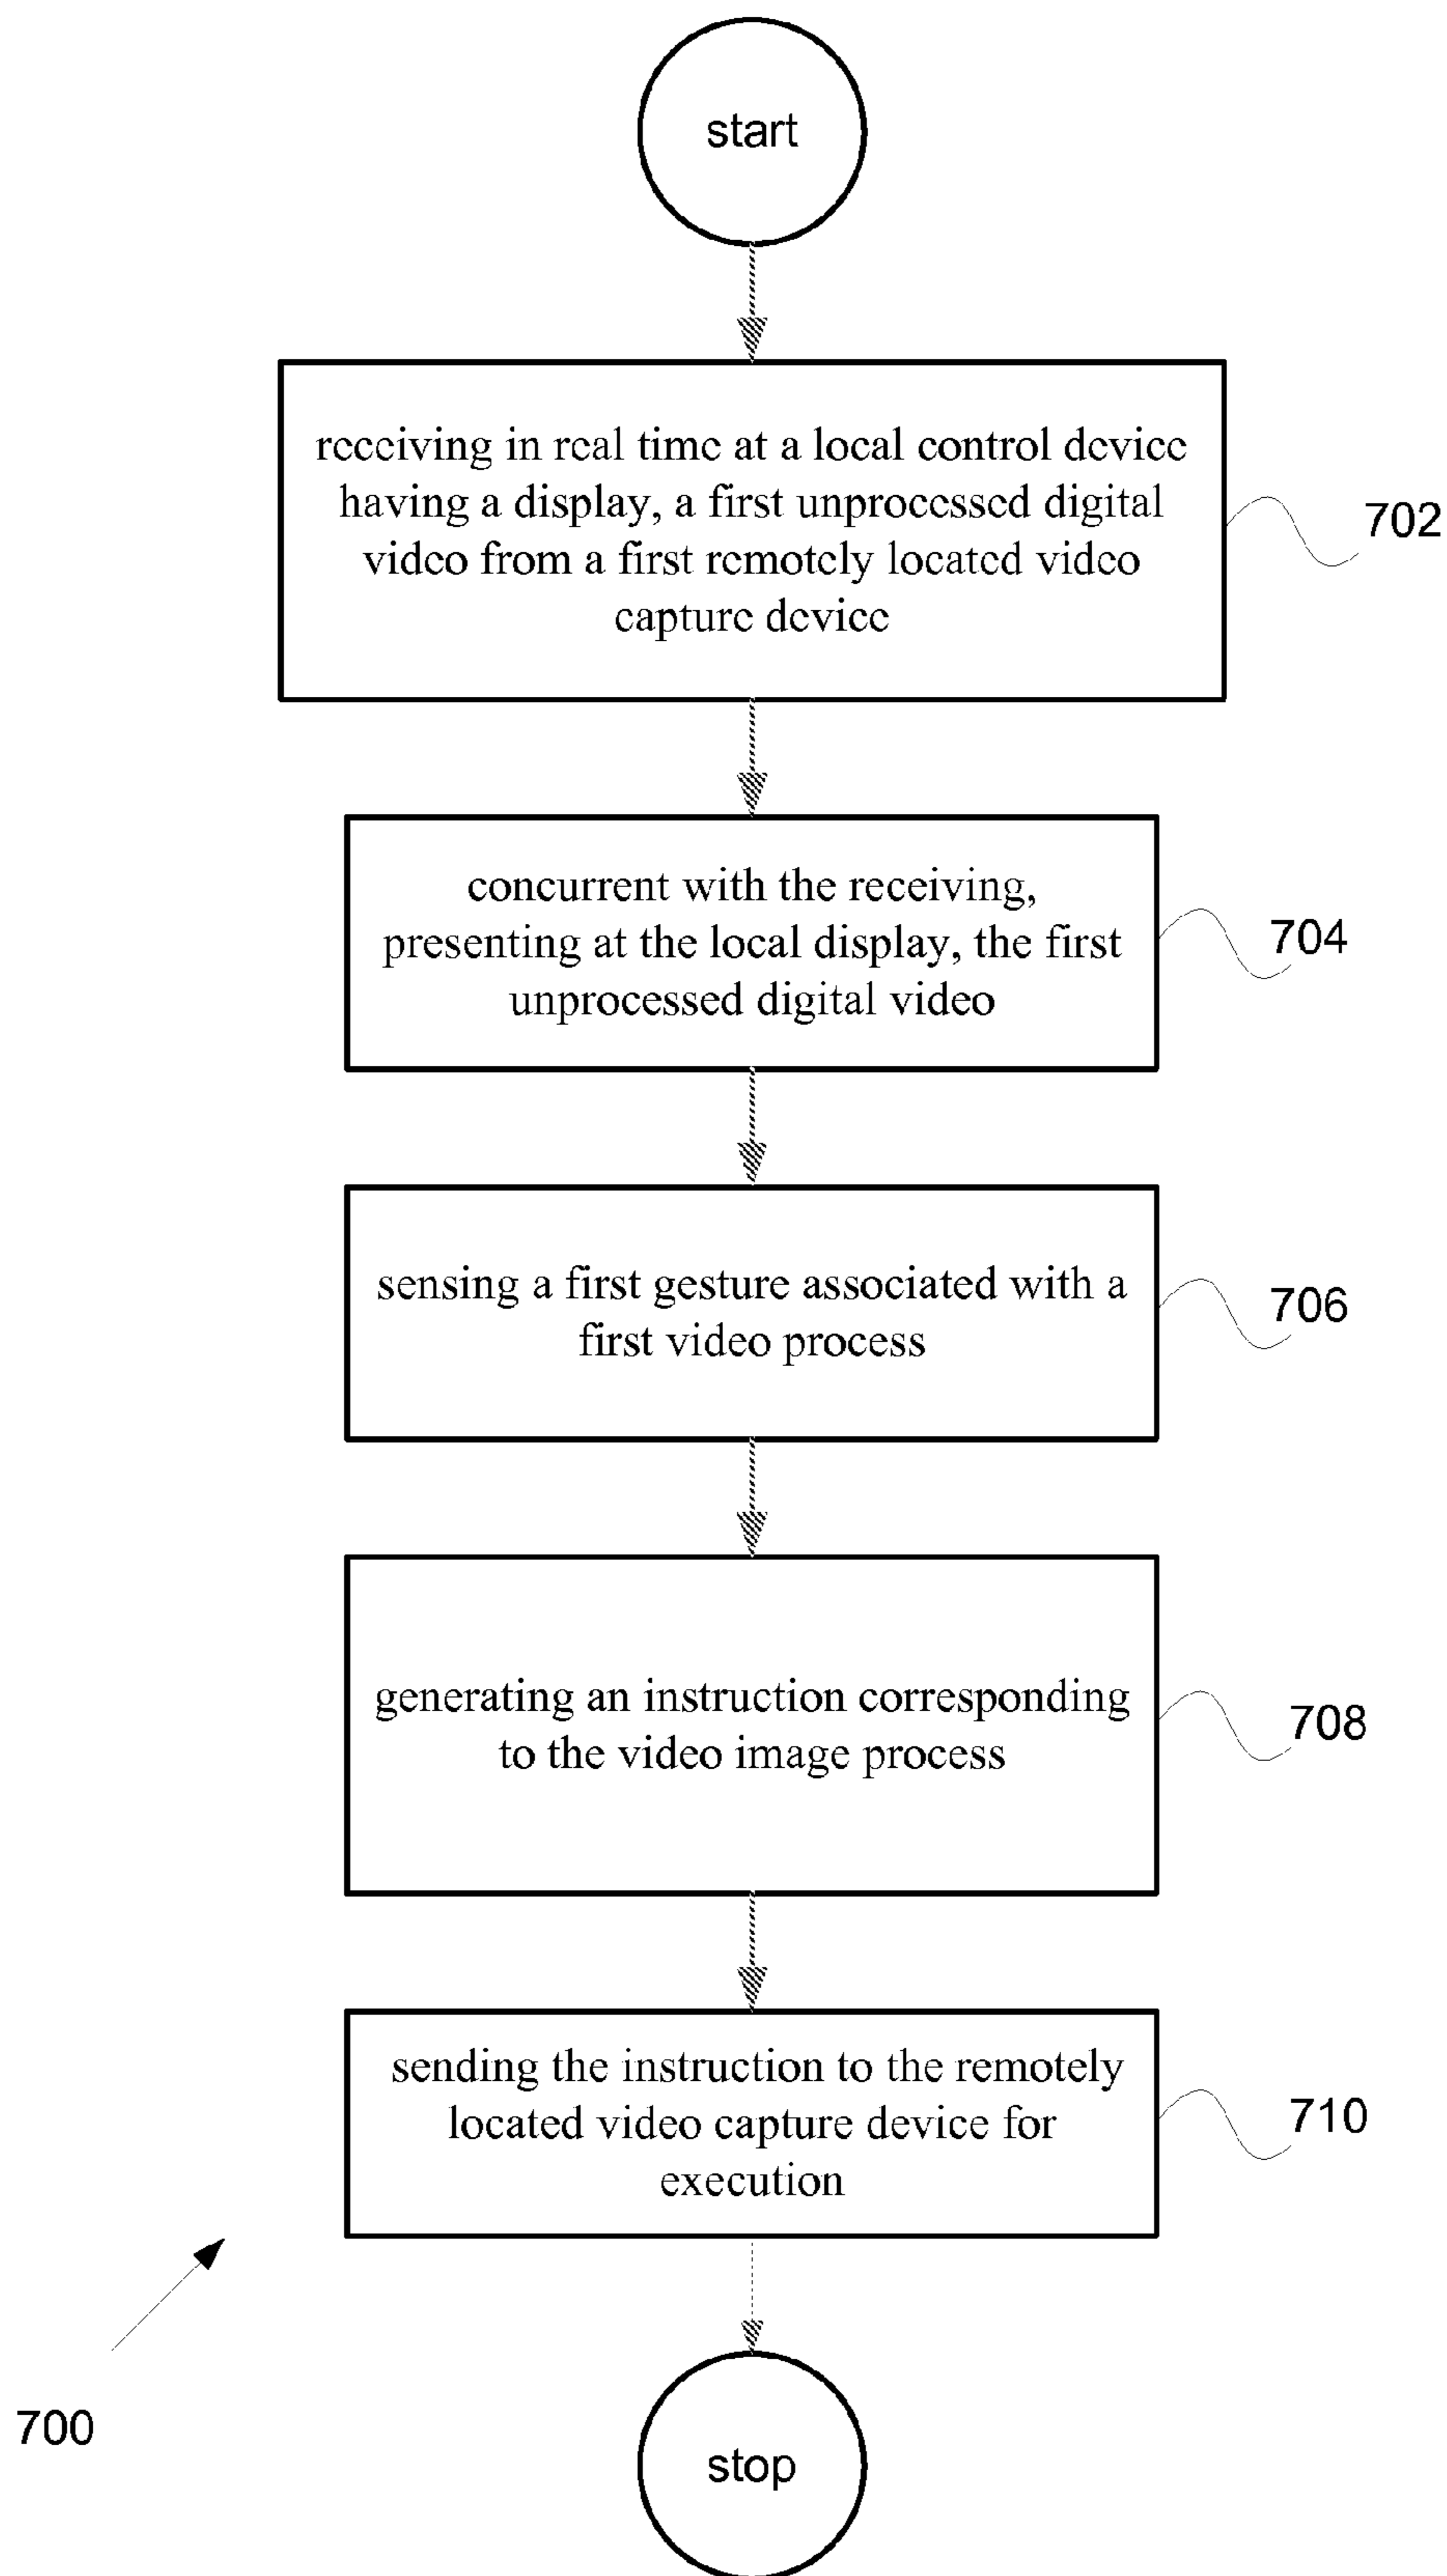 start
receiving in real time at a local control device
having a display, a first unprocessed digital
video from a first remotely located video
capture device
702
concurrent with the receiving,
presenting at the local display, the first
unprocessed digital video
704
sensing a first gesture associated with a
first video process
706
generating an instruction corresponding
to the video image process
708
sending the instruction to the remotely
located video capture device for
execution
710
700
stop